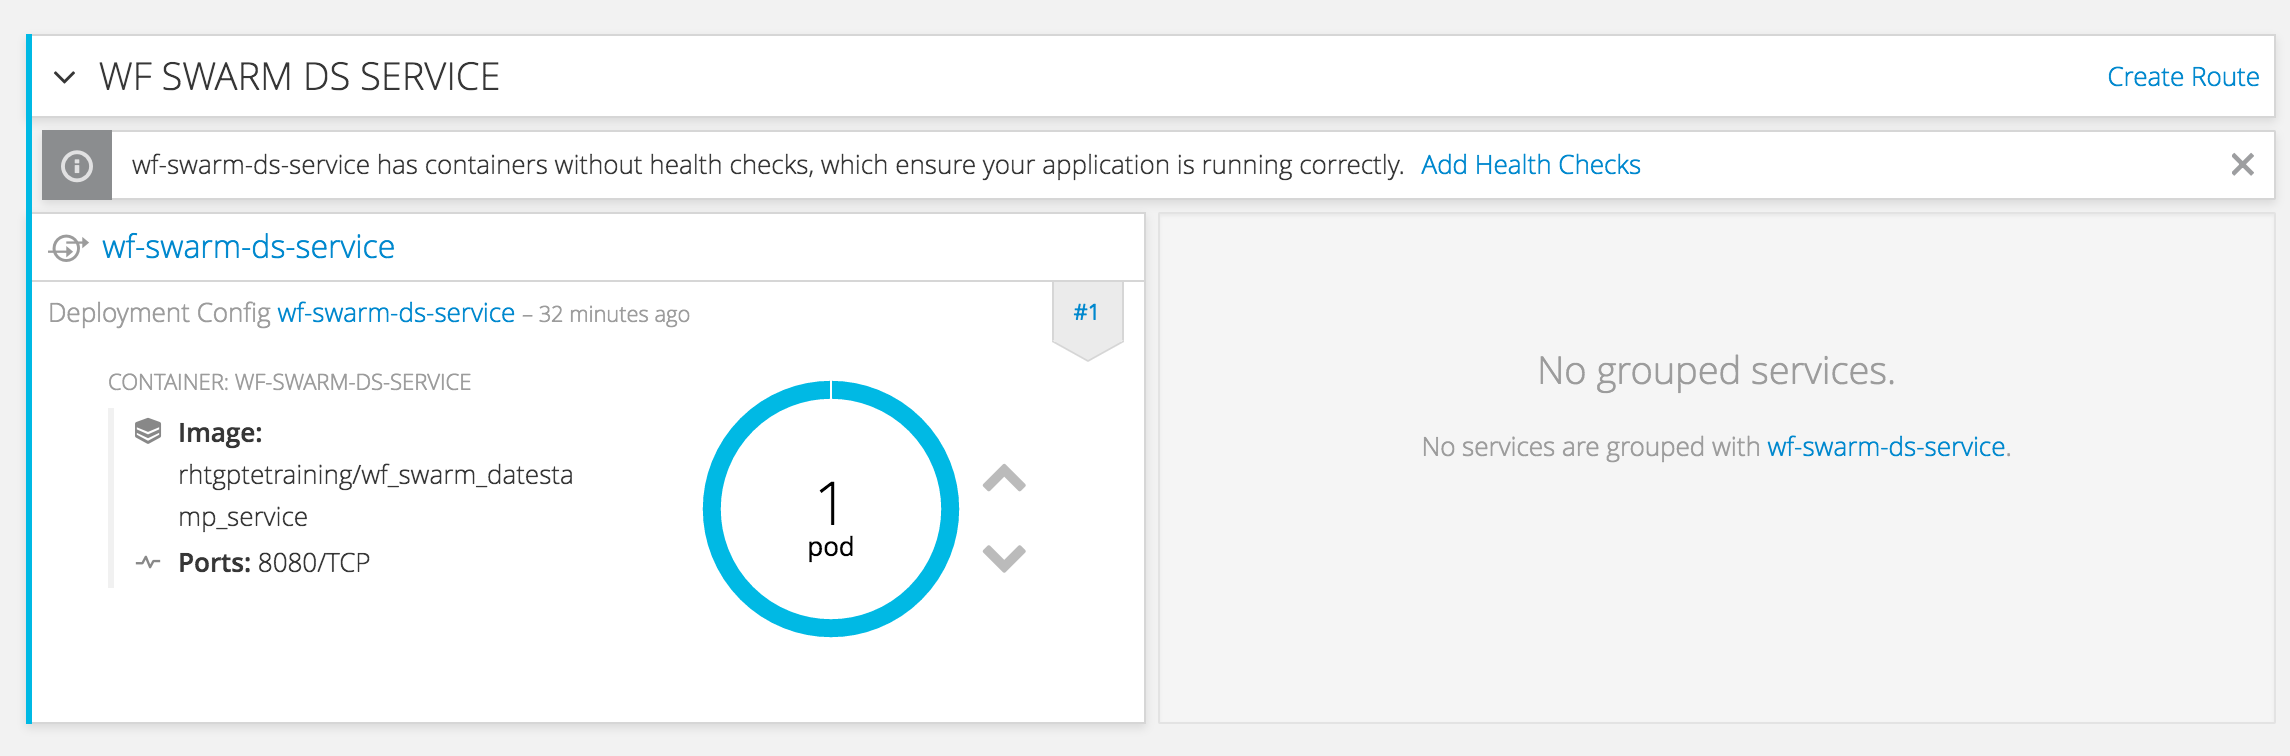 WF SWARM DS SERVICE
Create Route
wf-swarm-ds-service has containers without health checks, which ensure your application is running correctly. Add Health Checks
wf-swarm-ds-service
Deployment Config wf-swarm-ds-service – 32 minutes ago
#1
CONTAINER: WF-SWARM-DS-SERVICE
Image:
rhtgptetraining/wf_swarm_datesta
mp_service
Ports: 8080/TCP
1
pod
No grouped services.
No services are grouped with wf-swarm-ds-service.